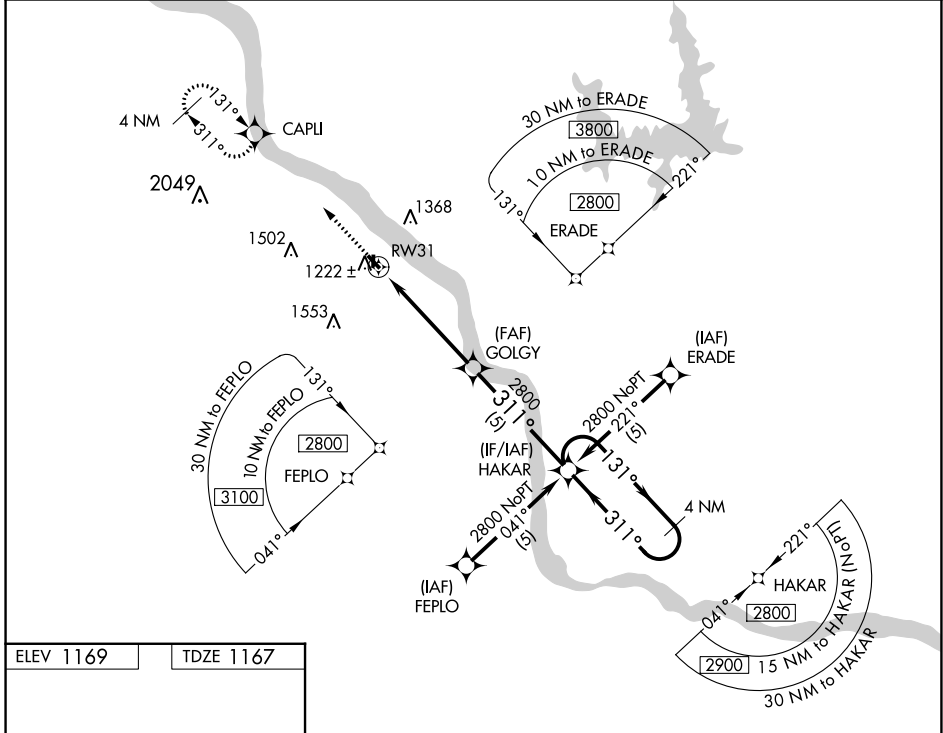 4 NM
131°
311°
CAPLI
2049
1502
1368
RW31
1222 ±
1553
30 NM to ERADE
3800
10 NM to ERADE
2800
131°
221°
ERADE
(FAF)
GOLGY
2800
311°
(5)
(IAF)
ERADE
2800 NoPT
221°
(5)
(IF/IAF)
HAKAR
131°
311°
4 NM
2800 NoPT
041°
(5)
(IAF)
FEPLO
30 NM to FEPLO
10 NM to FEPLO
131°
2800
FEPLO
3100
041°
221°
HAKAR
041°
2800
2900
15 NM to HAKAR (NoPT)
30 NM to HAKAR
ELEV 1169
TDZE 1167